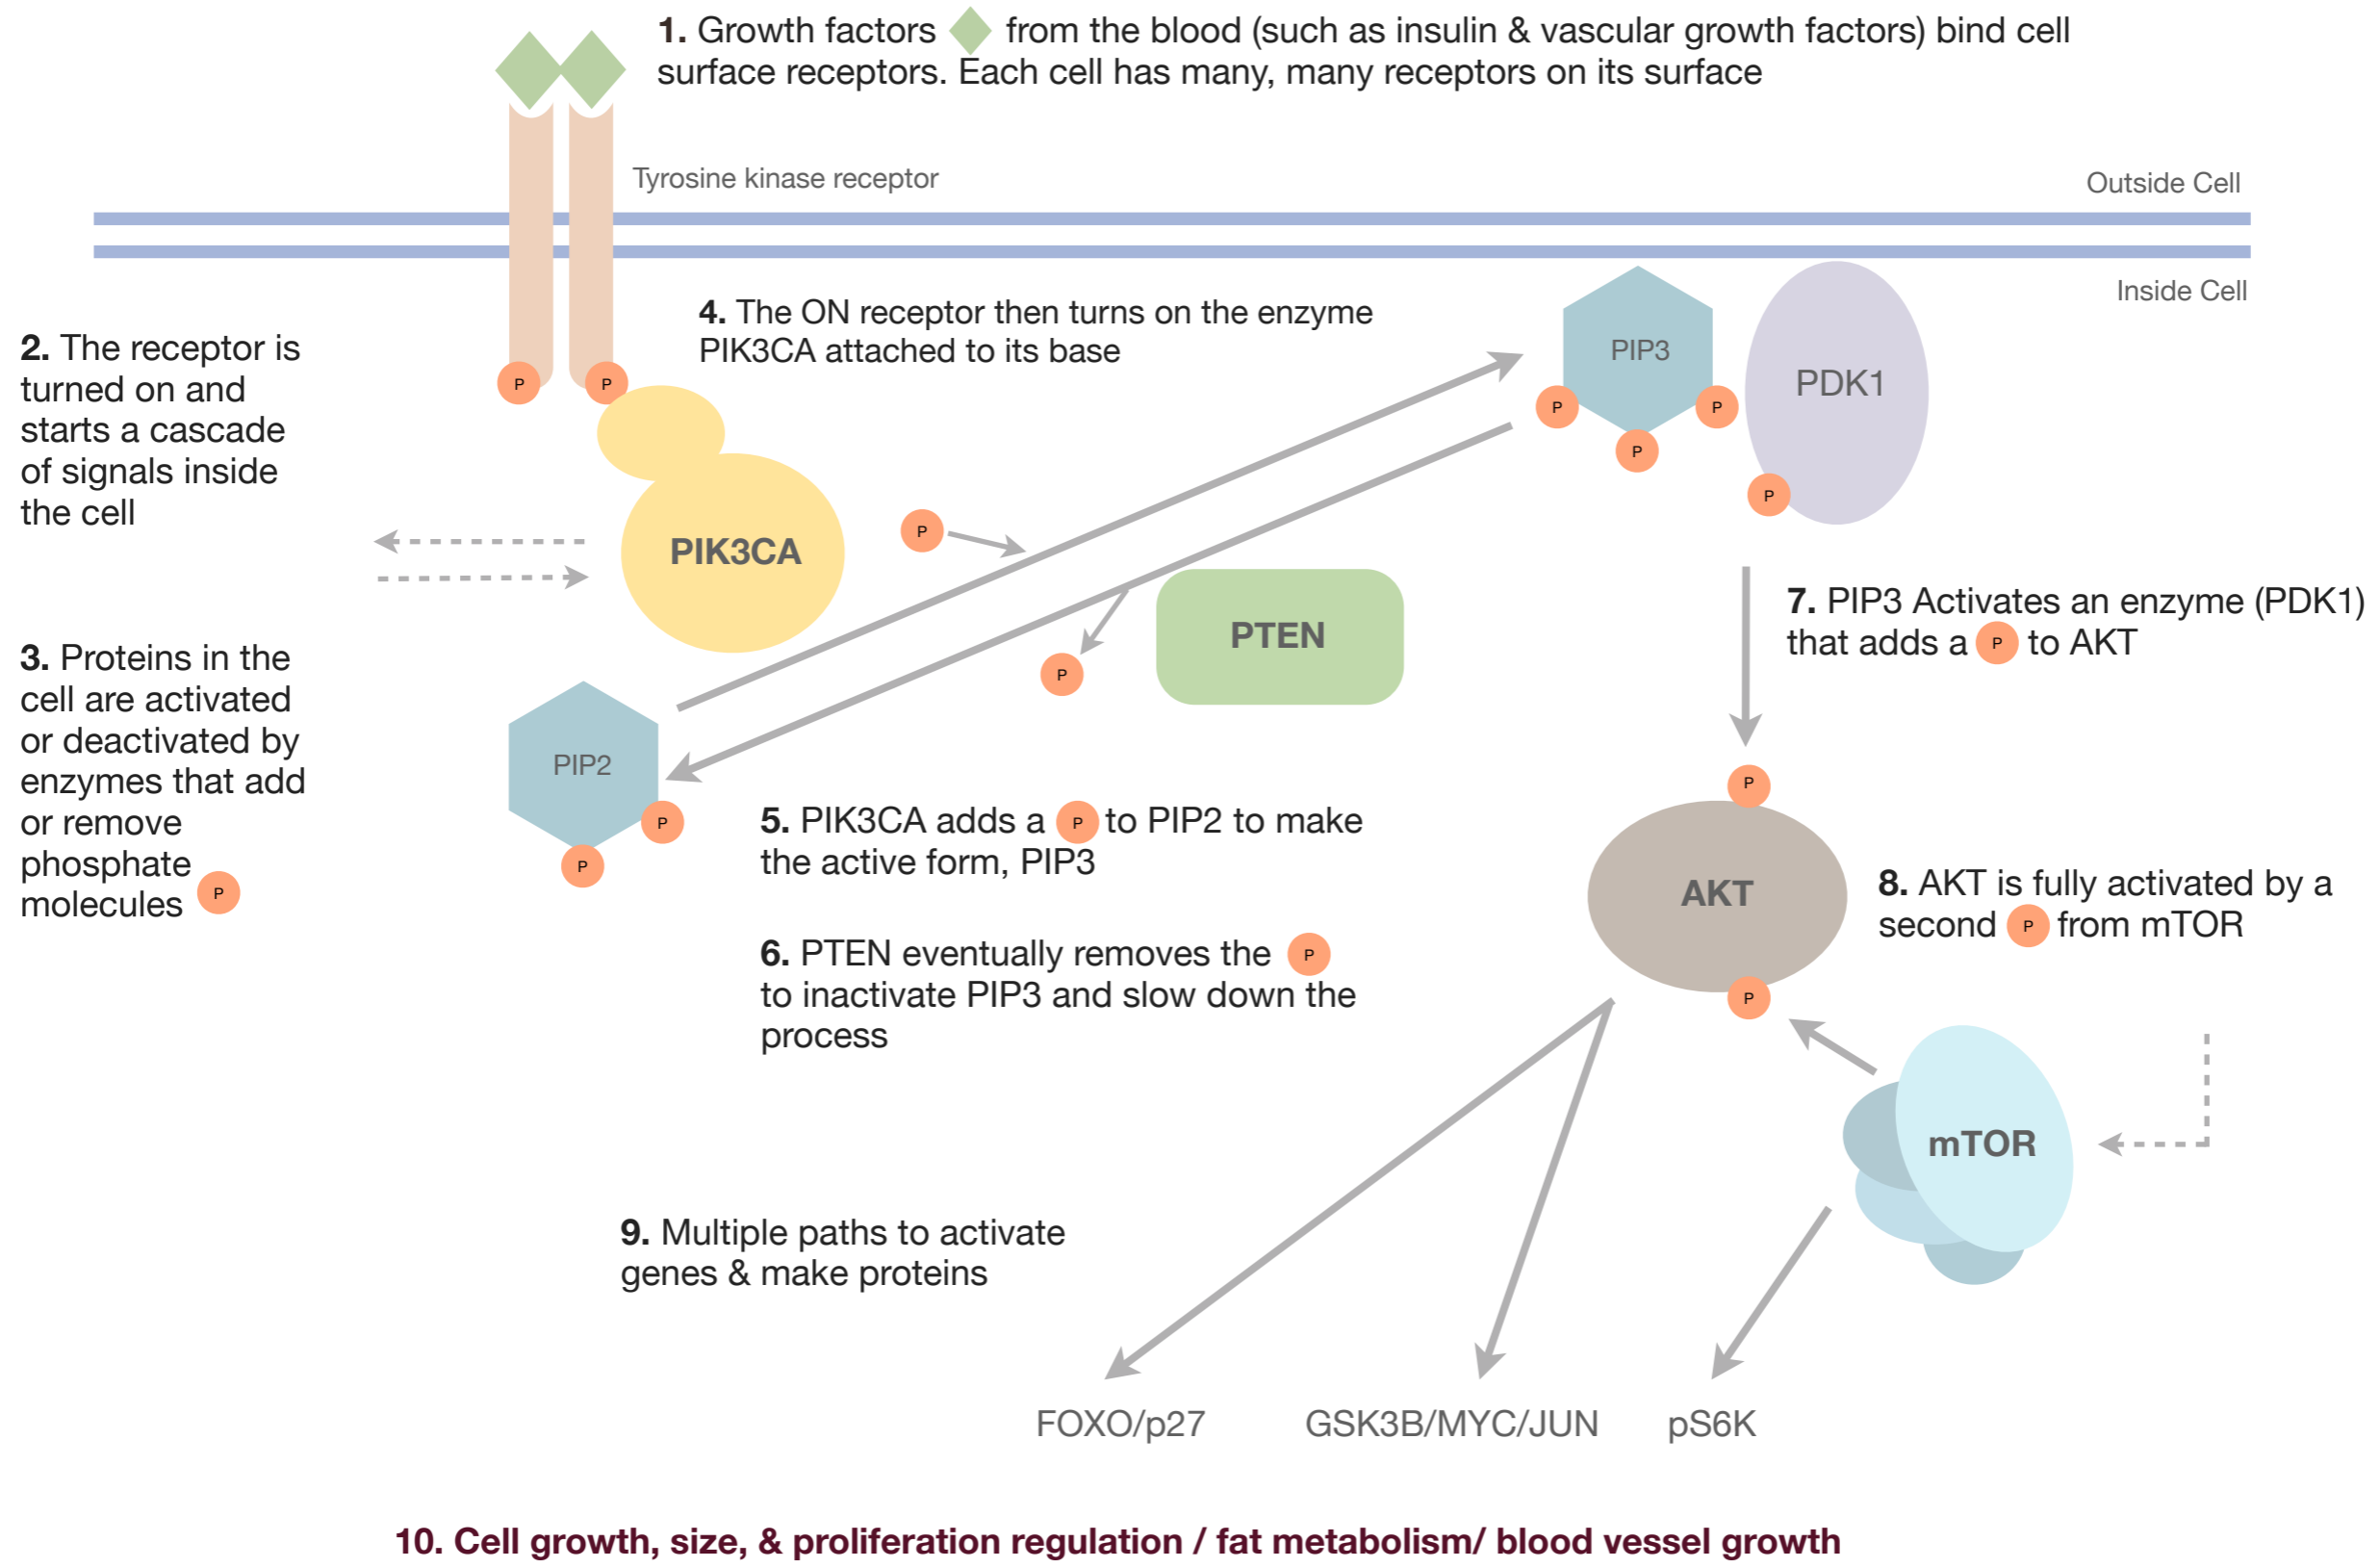 1. Growth factors from the blood (such as insulin & vascular growth factors) bind cell
surface receptors. Each cell has many, many receptors on its surface
Tyrosine kinase receptor
Outside Cell
Inside Cell
2. The receptor is
turned on and
starts a cascade
of signals inside
the cell
4. The ON receptor then turns on the enzyme
PIK3CA attached to its base
P
P
PIK3CA
P
PIP3
P
P
P
PDK1
P
PTEN
P
3. Proteins in the
cell are activated
or deactivated by
enzymes that add
or remove
phosphate
molecules P
PIP2
P
P
5. PIK3CA adds a P to PIP2 to make
the active form, PIP3
6. PTEN eventually removes the P
to inactivate PIP3 and slow down the
process
7. PIP3 Activates an enzyme (PDK1)
that adds a P to AKT
P
AKT
P
8. AKT is fully activated by a
second P from mTOR
mTOR
9. Multiple paths to activate
genes & make proteins
FOXO/p27
GSK3B/MYC/JUN
pS6K
10. Cell growth, size, & proliferation regulation / fat metabolism/ blood vessel growth